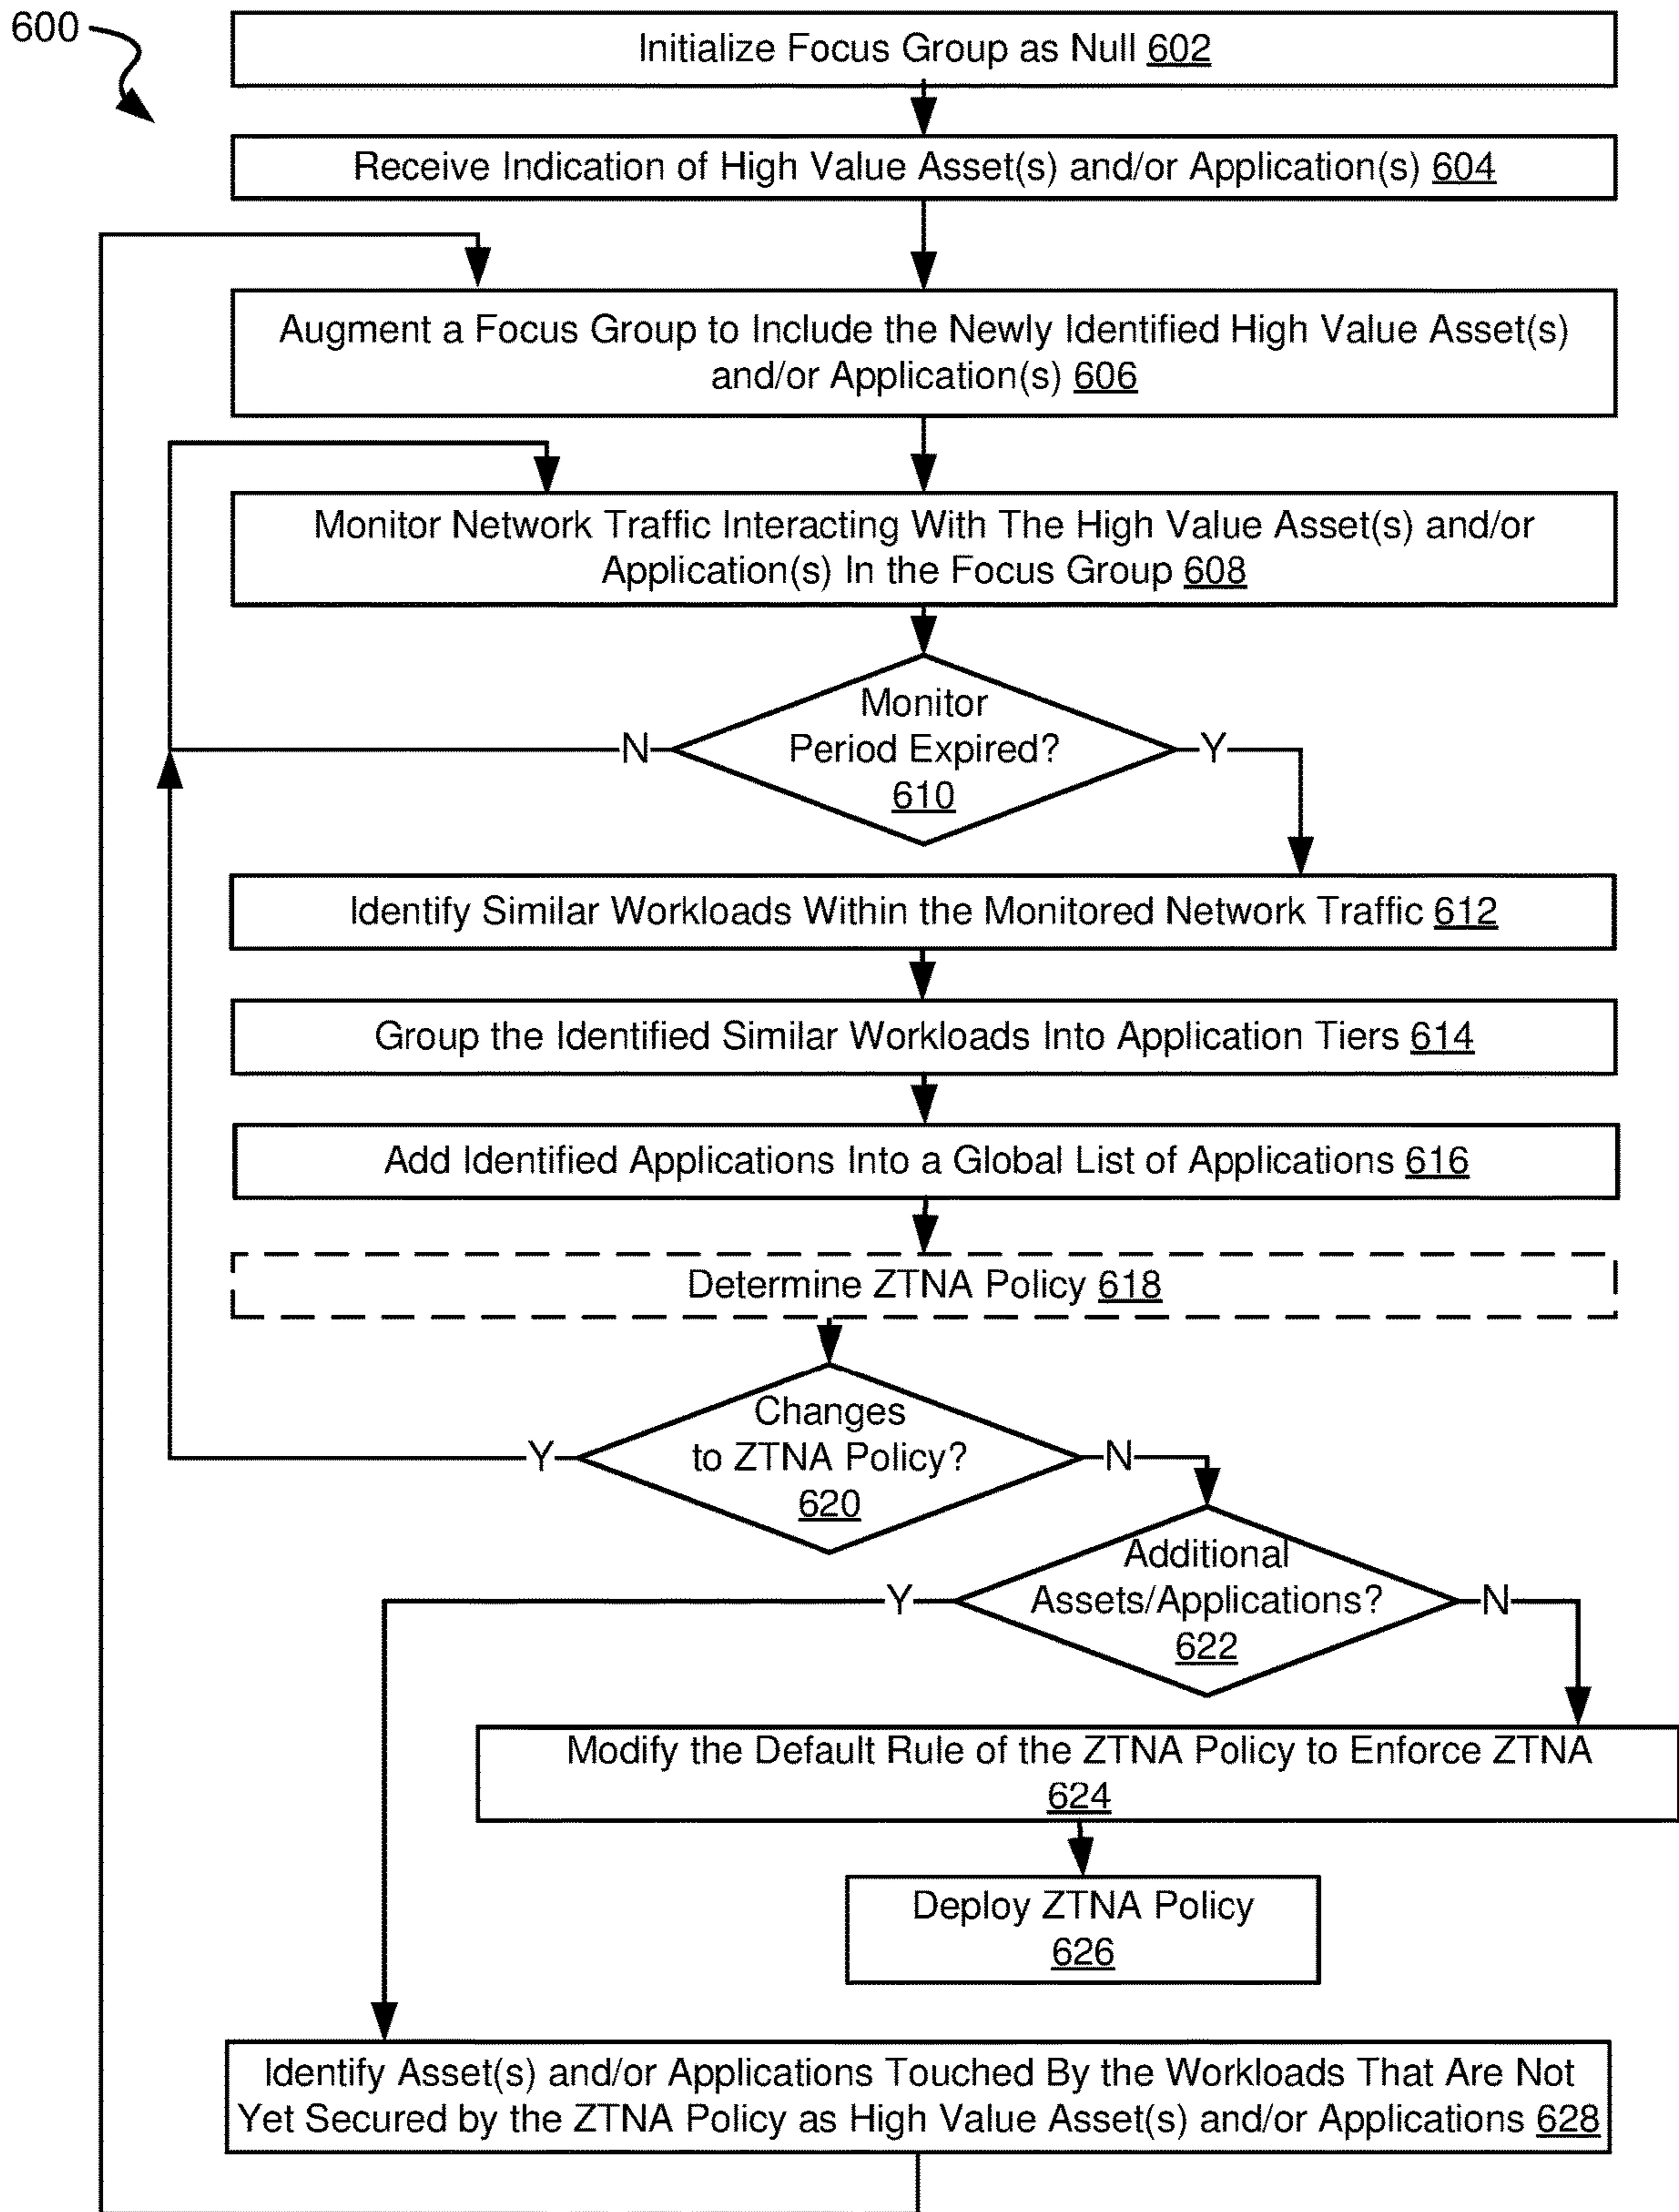 600
Initialize Focus Group as Null 602
Receive Indication of High Value Asset(s) and/or Application(s) 604
Augment a Focus Group to Include the Newly Identified High Value Asset(s)
and/or Application(s) 606
Monitor Network Traffic Interacting With The High Value Asset(s) and/or
Application(s) In the Focus Group 608
Monitor
Period Expired?
610
N
Y
Identify Similar Workloads Within the Monitored Network Traffic 612
Group the Identified Similar Workloads Into Application Tiers 614
Add Identified Applications Into a Global List of Applications 616
Determine ZTNA Policy 618
Changes
to ZTNA Policy?
620
Y
N
Additional
Assets/Applications?
622
Y
N
Modify the Default Rule of the ZTNA Policy to Enforce ZTNA
624
Deploy ZTNA Policy
626
Identify Asset(s) and/or Applications Touched By the Workloads That Are Not
Yet Secured by the ZTNA Policy as High Value Asset(s) and/or Applications 628